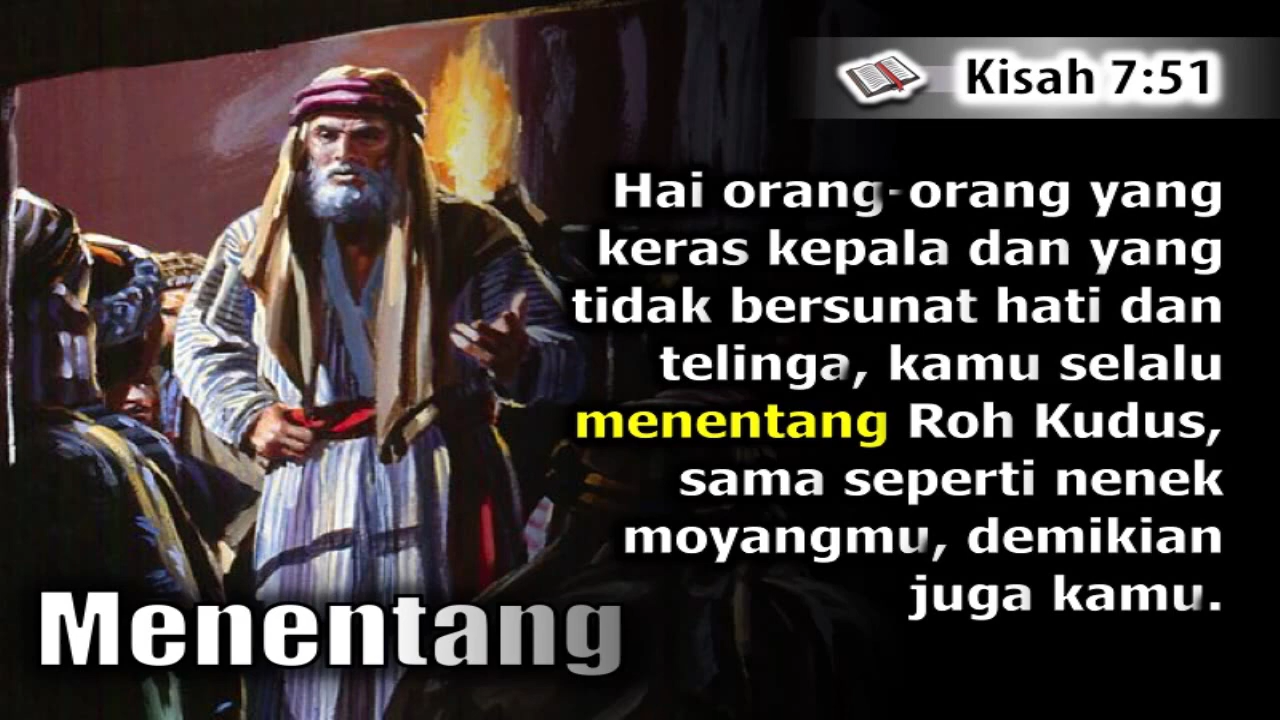 Kisah 7:51
Hai orang-orang yang
keras kepala dan yang
tidak bersunat hati dan
telinga, kamu selalu
menentang Roh Kudus,
sama seperti nenek
moyangmu, demikian
juga kamu.
Menentang